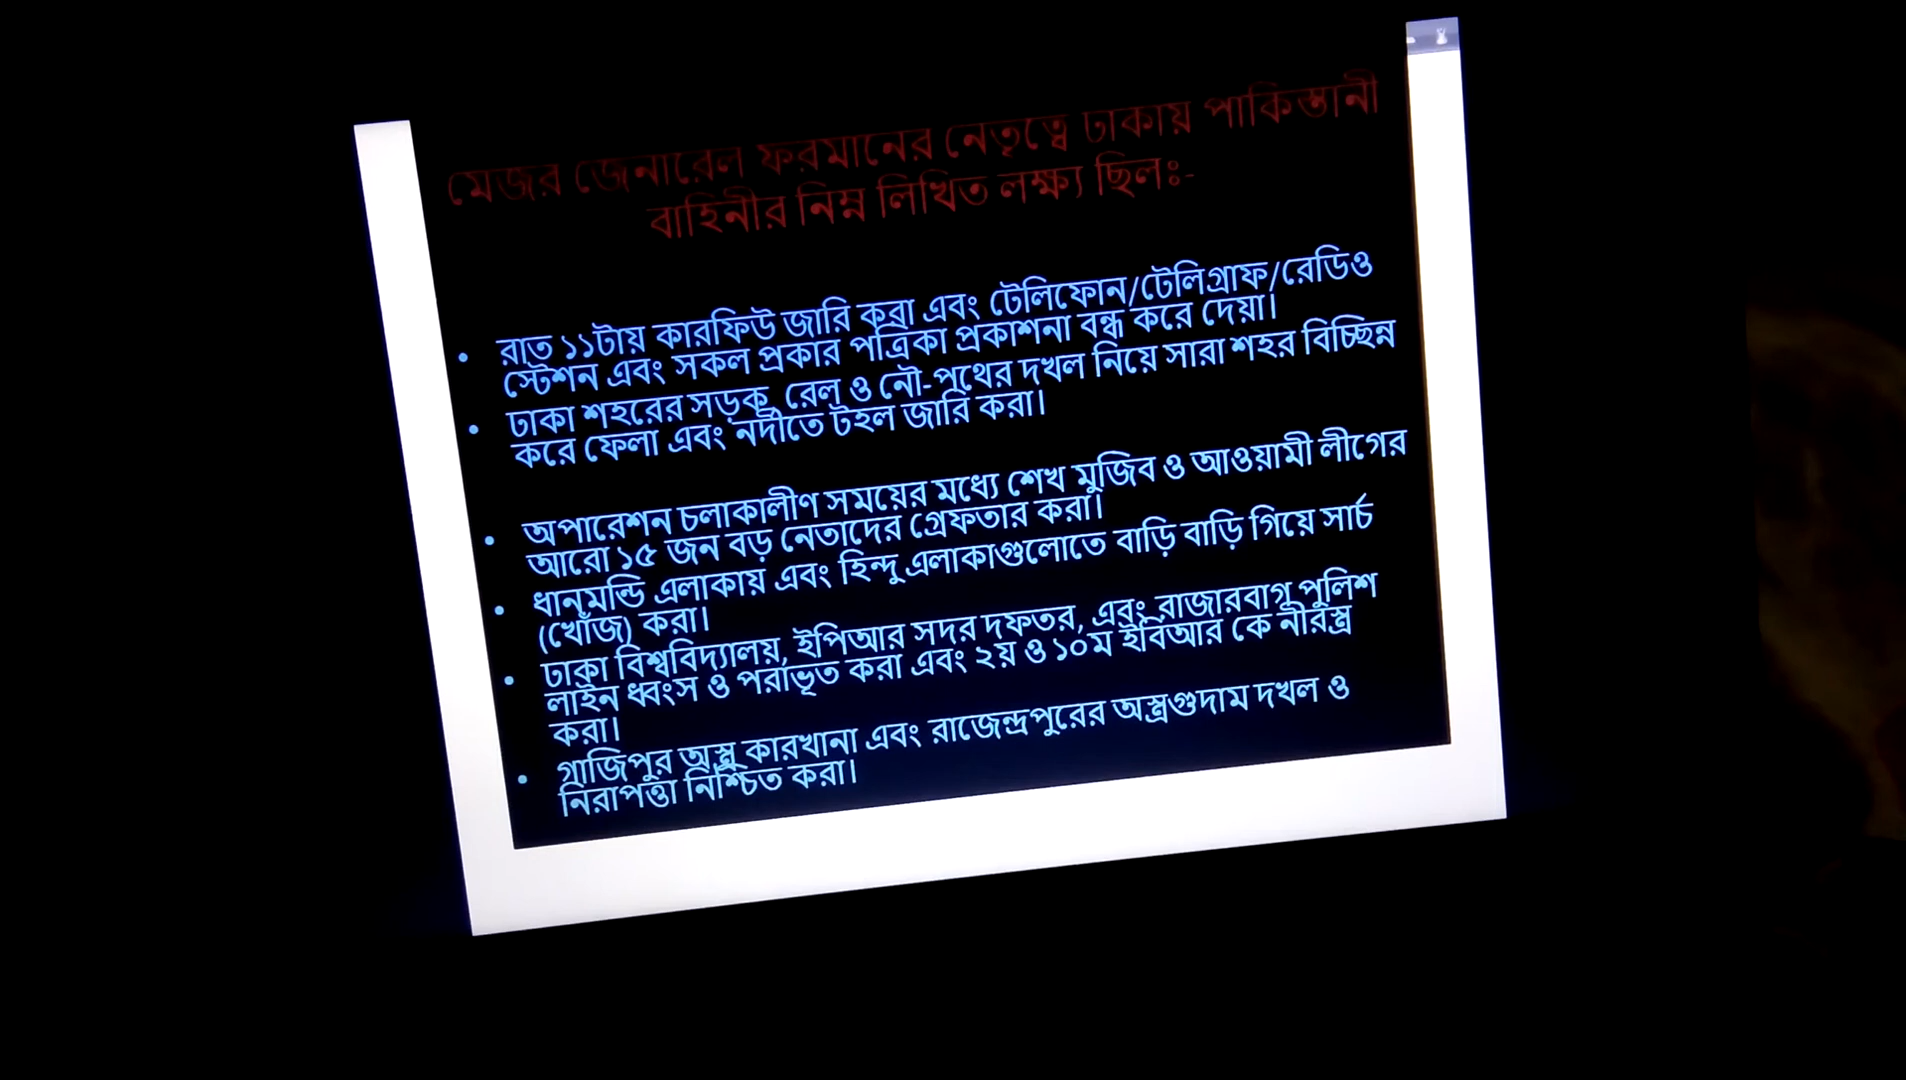 মেজর জেনারেল ফরমানের নেতৃত্বে ঢাকায় পাকিস্তানী
বাহিনীর নিম্ন লিখিত লক্ষ্য ছিলঃ-
• রাত ১১টায় কারফিউ জারি করা এবং টেলিফোন/টেলিগ্রাফ/রেডিও
স্টেশন এবং সকল প্রকার পত্রিকা প্রকাশনা বন্ধ করে দেয়া।
• ঢাকা শহরের সড়ক, রেল ও নৌ-পথের দখল নিয়ে সারা শহর বিচ্ছিন্ন
করে ফেলা এবং নদীতে টহল জারি করা।
• অপারেশন চলাকালীণ সময়ের মধ্যে শেখ মুজিব ও আওয়ামী লীগের
আরো ১৫ জন বড় নেতাদের গ্রেফতার করা।
• ধানমন্ডি এলাকায় এবং হিন্দু এলাকাগুলোতে বাড়ি বাড়ি গিয়ে সার্চ
(খোঁজ) করা।
• ঢাকা বিশ্ববিদ্যালয়, ইপিআর সদর দফতর, এবং রাজারবাগ পুলিশ
লাইন ধ্বংস ও পরাভূত করা এবং ২য় ও ১০ম ইবিআর কে নীরস্ত্র
করা।
• গাজিপুর অস্ত্র কারখানা এবং রাজেন্দ্রপুরের অস্ত্রগুদাম দখল ও
নিরাপত্তা নিশ্চিত করা।